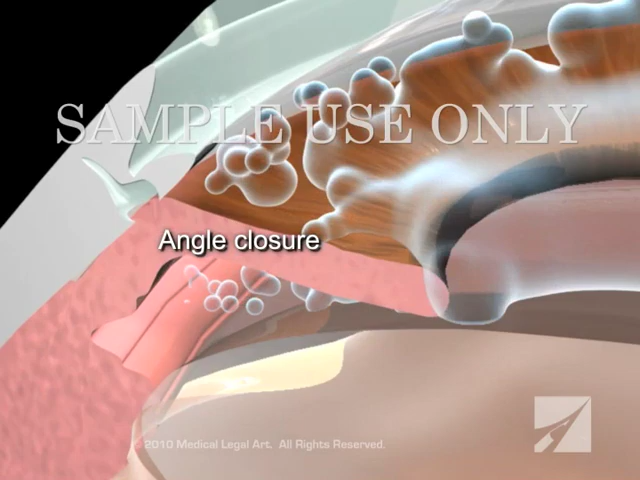 SAMPLE USE ONLY
Angle closure
© 2010 Medical Legal Art. All Rights Reserved.